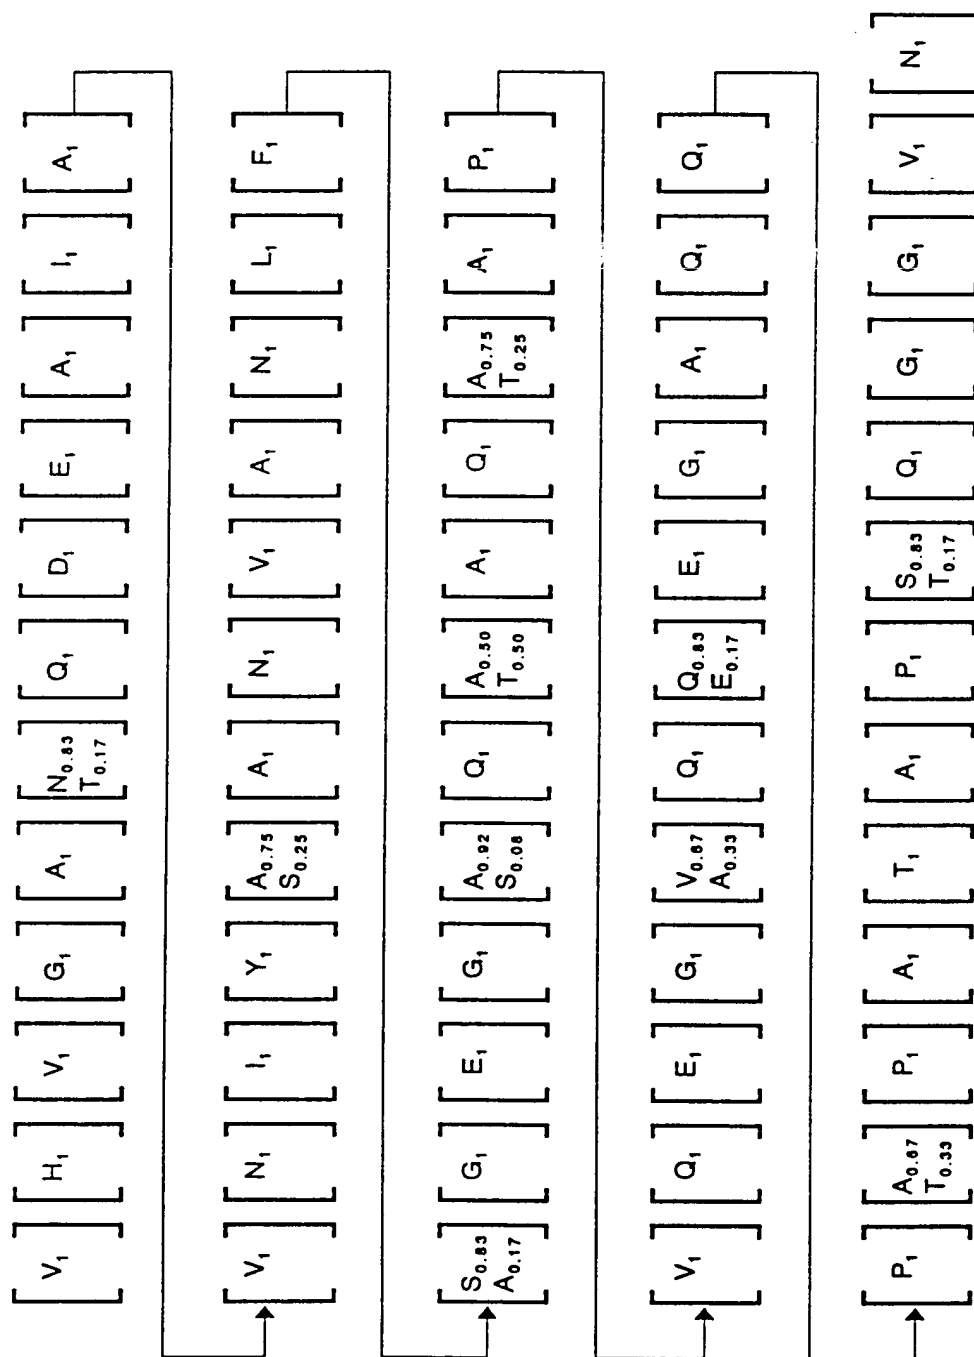 [V₁] [H₁] [V₁] [G₁] [A₁] [N₀.₈₃ T₀.₁₇] [Q₁] [D₁] [E₁] [A₁] [I₁] [A₁]
[V₁] [N₁] [I₁] [Y₁] [A₀.₇₅ S₀.₂₅] [A₁] [N₁] [V₁] [A₁] [N₁] [L₁] [F₁]
[S₀.₈₃ A₀.₁₇] [G₁] [E₁] [G₁] [A₀.₉₂ S₀.₀₈] [Q₁] [A₀.₅₀ T₀.₅₀] [A₁] [Q₁] [A₀.₇₅ T₀.₂₅] [A₁] [P₁]
[V₁] [Q₁] [E₁] [G₁] [V₀.₆₇ A₀.₃₃] [Q₁] [Q₀.₈₃ E₀.₁₇] [E₁] [G₁] [A₁] [Q₁] [Q₁]
[P₁] [A₀.₆₇ T₀.₃₃] [P₁] [A₁] [T₁] [A₁] [P₁] [S₀.₈₃ T₀.₁₇] [Q₁] [G₁] [G₁] [V₁] [N₁]